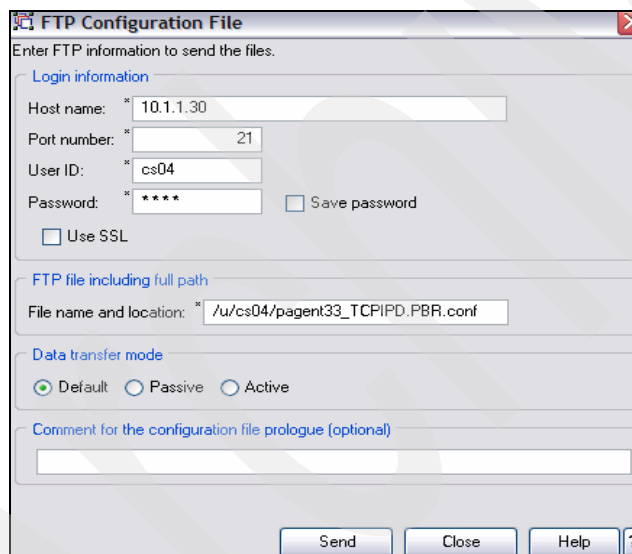 FTP Configuration File
Enter FTP information to send the files.
Login information
Host name: * 10.1.1.30
Port number: * 21
User ID: * cs04
Password: * **** Save password
Use SSL
FTP file including full path
File name and location: * /u/cs04/pagent33_TCPIPD.PBR.conf
Data transfer mode
Default Passive Active
Comment for the configuration file prologue (optional)
Send Close Help ?